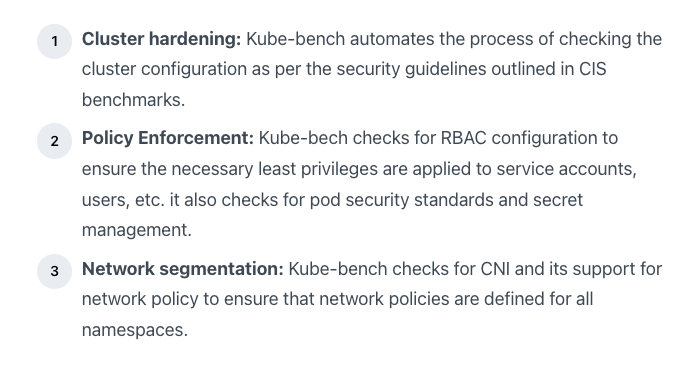 1 Cluster hardening: Kube-bench automates the process of checking the
cluster configuration as per the security guidelines outlined in CIS
benchmarks.
2 Policy Enforcement: Kube-bech checks for RBAC configuration to
ensure the necessary least privileges are applied to service accounts,
users, etc. it also checks for pod security standards and secret
management.
3 Network segmentation: Kube-bench checks for CNI and its support for
network policy to ensure that network policies are defined for all
namespaces.